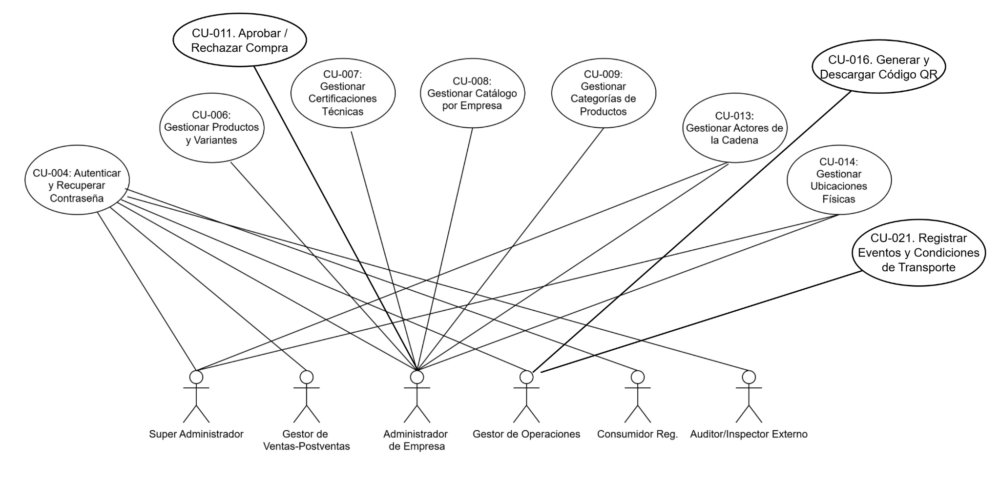 CU-011. Aprobar /
Rechazar Compra
CU-016. Generar y
Descargar Código QR
CU-007:
Gestionar
Certificaciones
Técnicas
CU-008:
Gestionar Catálogo
por Empresa
CU-009:
Gestionar
Categorías de
Productos
CU-006:
Gestionar Productos
y Variantes
CU-013:
Gestionar Actores de
la Cadena
CU-004: Autenticar
y Recuperar
Contraseña
CU-014:
Gestionar
Ubicaciones
Físicas
CU-021. Registrar
Eventos y Condiciones
de Transporte
Super Administrador
Gestor de
Ventas-Postventas
Administrador
de Empresa
Gestor de Operaciones
Consumidor Reg.
Auditor/Inspector Externo